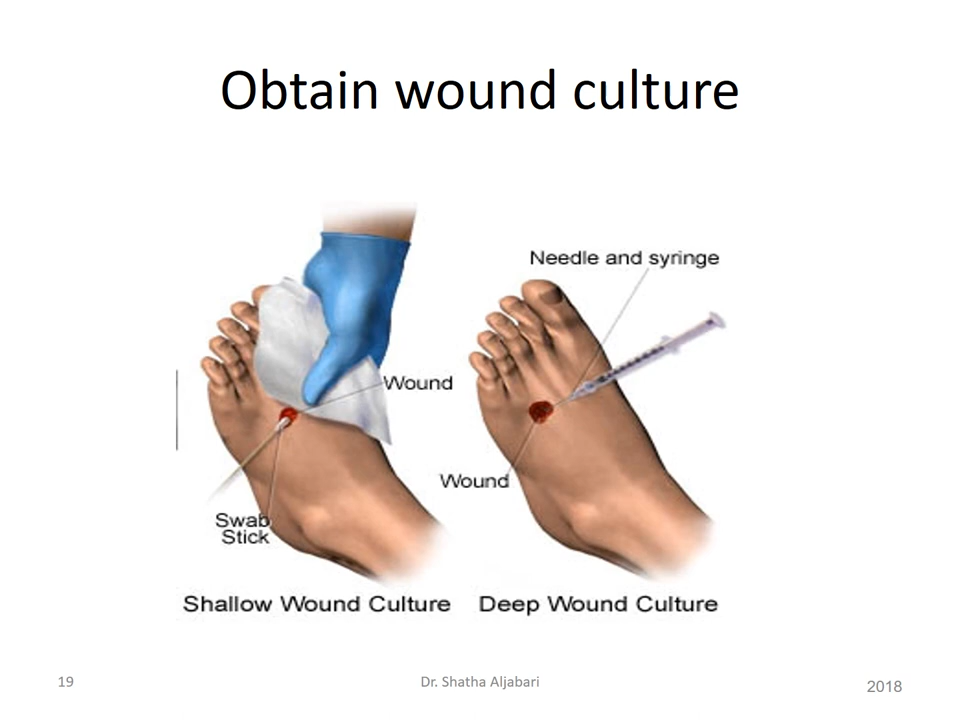 Obtain wound culture
Needle and syringe
Wound
Wound
Swab
Stick
Shallow Wound Culture
Deep Wound Culture
19
Dr. Shatha Aljabari
2018